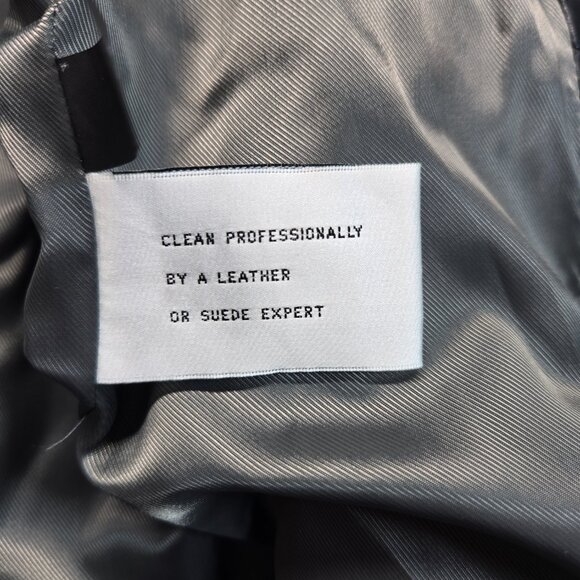 CLEAN PROFESSIONALLY
BY A LEATHER
OR SUEDE EXPERT